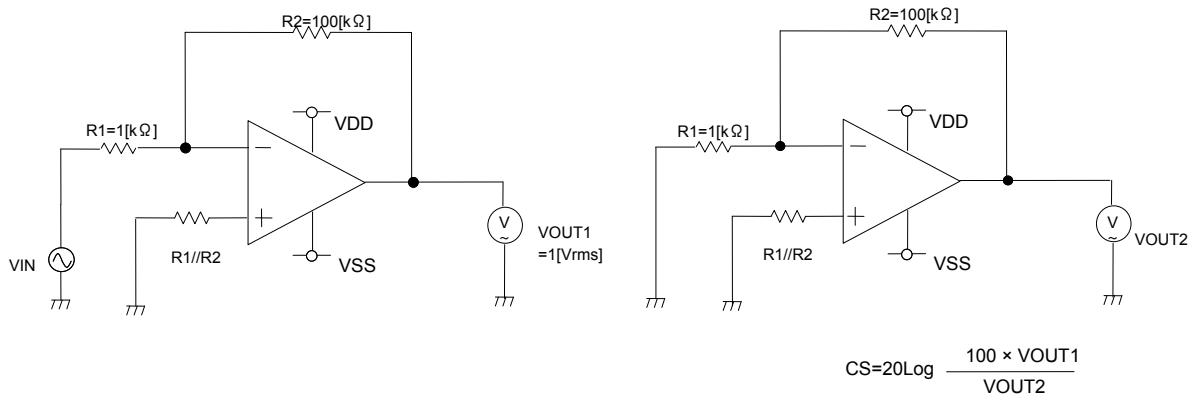 R2=100[kΩ]
VDD
R1=1[kΩ]
−
+
R1//R2
VSS
VIN
V
~
VOUT1
=1[Vrms]
R2=100[kΩ]
VDD
R1=1[kΩ]
−
+
R1//R2
VSS
V
~
VOUT2
CS=20Log 100 × VOUT1
VOUT2